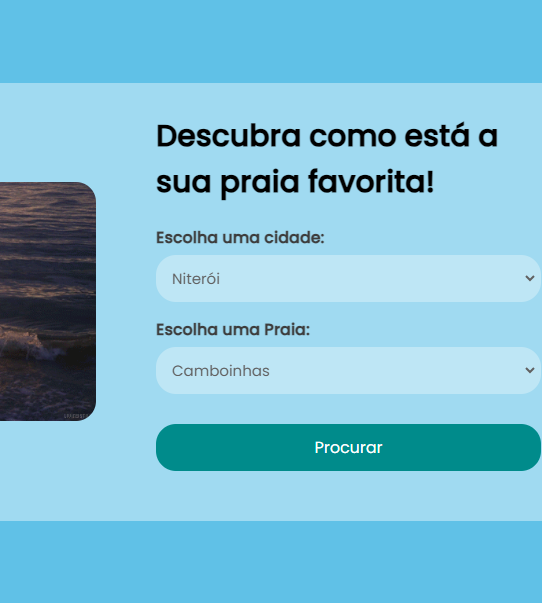 Descubra como está a
sua praia favorita!
Escolha uma cidade:
Niterói
Escolha uma Praia:
Camboinhas
Procurar